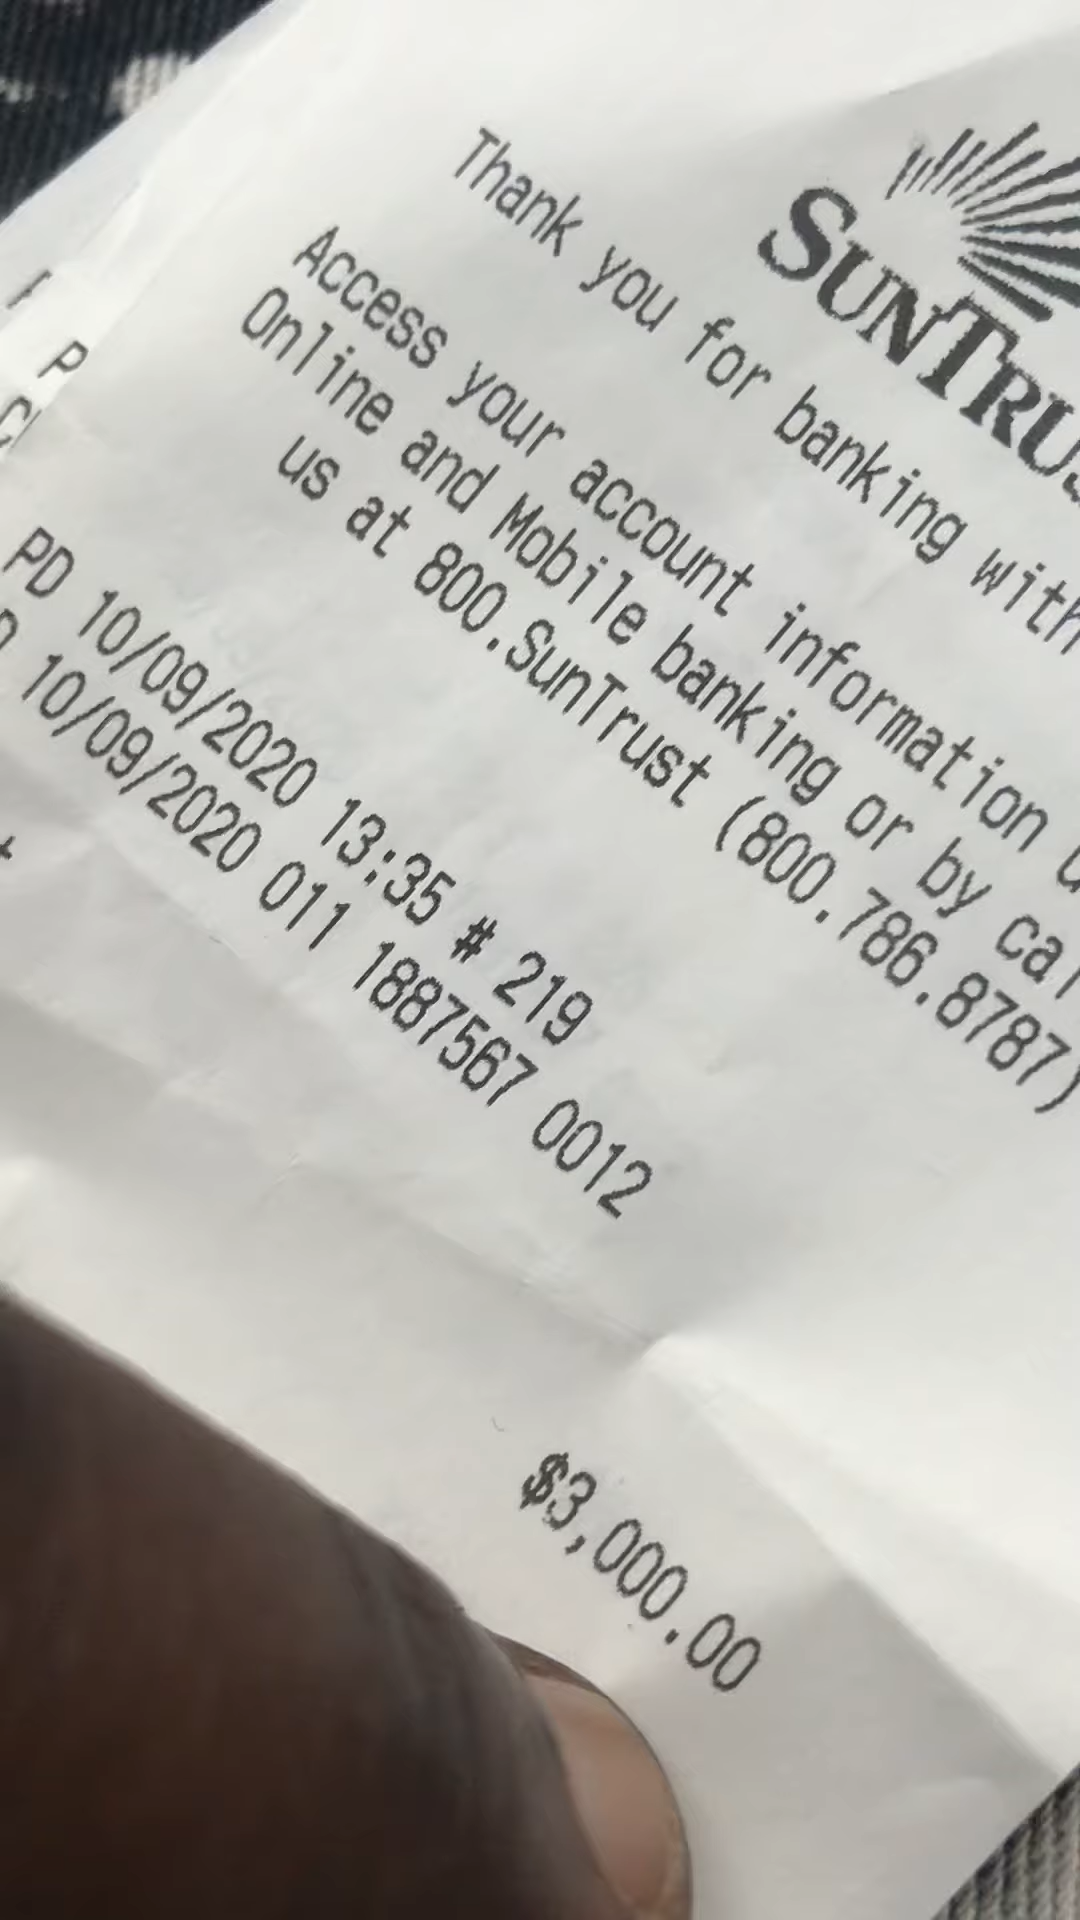 SUNTRUS
Thank you for banking with
Access your account information
Online and Mobile banking or by
us at 800.SunTrust (800.786.8787)
PD 10/09/2020 13:35 # 219
10/09/2020 011 1887567 0012
$3,000.00